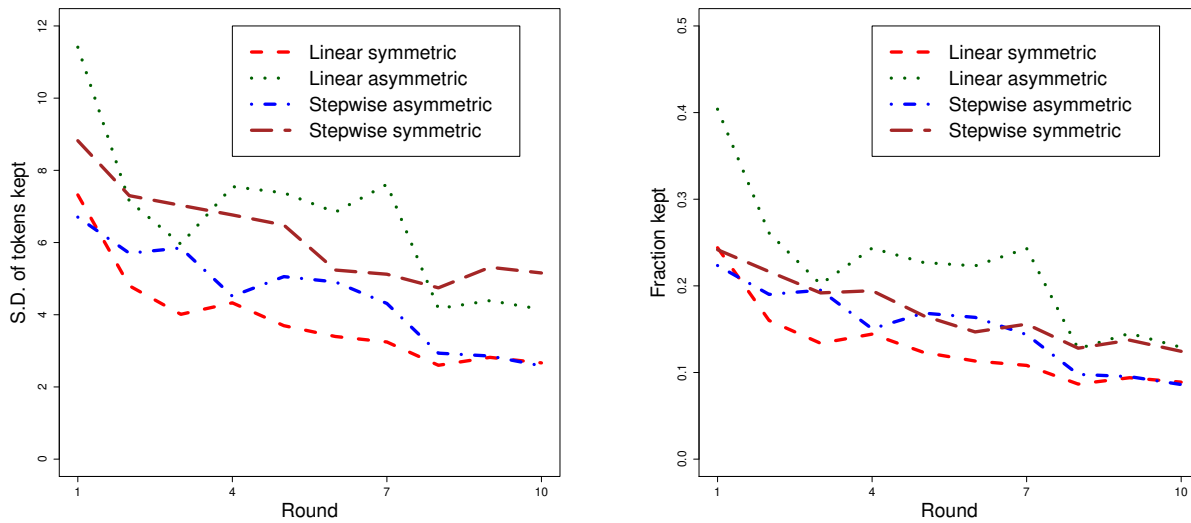 S.D. of tokens kept
12
10
8
6
4
2
0
Linear symmetric
Linear asymmetric
Stepwise asymmetric
Stepwise symmetric
1
4
7
10
Round
Fraction kept
0.5
0.4
0.3
0.2
0.1
0.0
Linear symmetric
Linear asymmetric
Stepwise asymmetric
Stepwise symmetric
1
4
7
10
Round